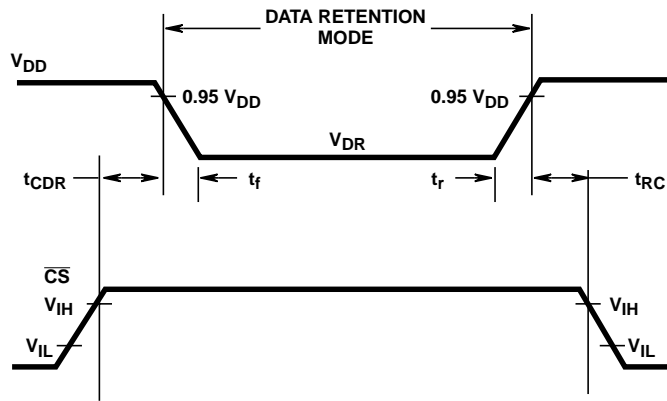 DATA RETENTION
MODE
VDD
0.95 VDD
0.95 VDD
VDR
tCDR
tf
tr
tRC
C̅S̅
VIH
VIH
VIL
VIL